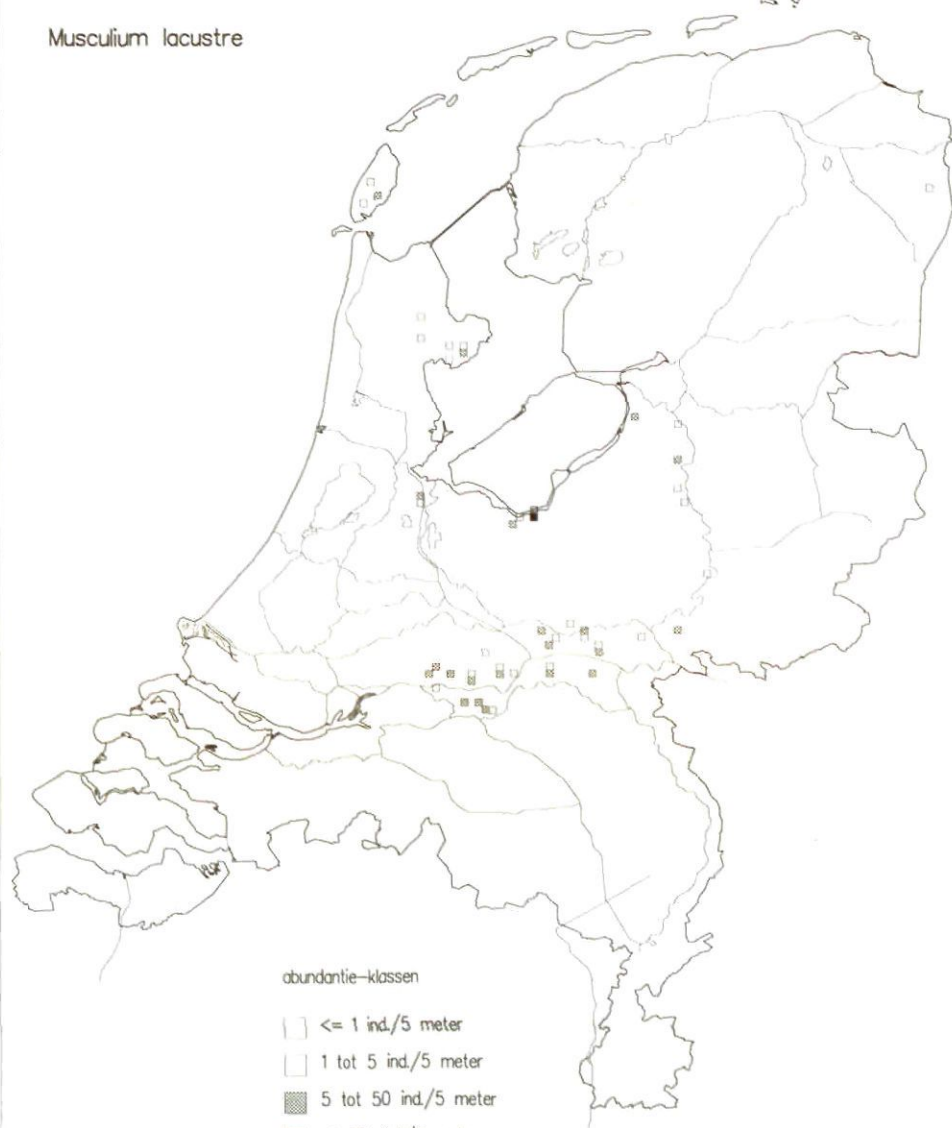 Musculium lacustre
abundantie-klassen
<= 1 ind./5 meter
1 tot 5 ind./5 meter
5 tot 50 ind./5 meter